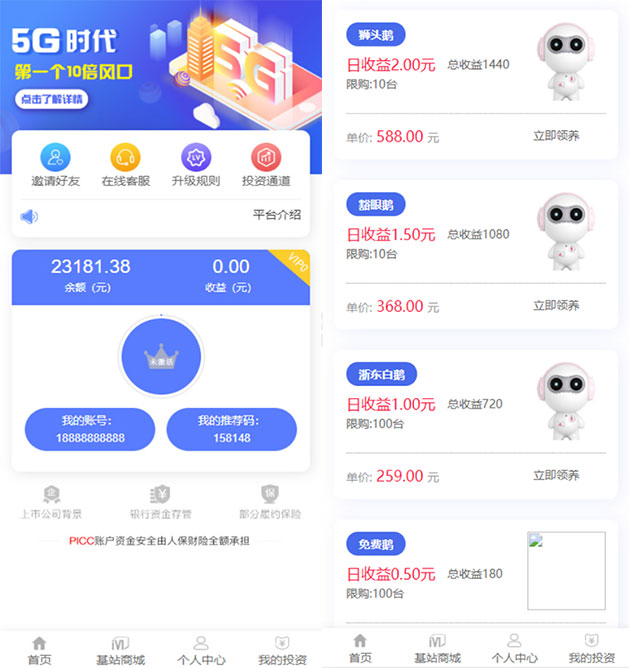 5G时代
第一个10倍风口
点击了解详情
5G
邀请好友
在线客服
LV
升级规则
投资通道
平台介绍
23181.38
余额（元）
0.00
收益（元）
VIP0
未激活
我的账号：
18888888888
我的推荐码：
158148
企
上市公司背景
银行资金存管
保
部分履约保险
PICC账户资金安全由人保财险全额承担
首页
基站商城
个人中心
我的投资
狮头鹅
日收益2.00元 总收益1440
限购:10台
单价: 588.00 元
立即领养
豁眼鹅
日收益1.50元 总收益1080
限购:10台
单价: 368.00 元
立即领养
浙东白鹅
日收益1.00元 总收益720
限购:100台
单价: 259.00 元
立即领养
免费鹅
日收益0.50元 总收益180
限购:100台
首页
基站商城
个人中心
我的投资